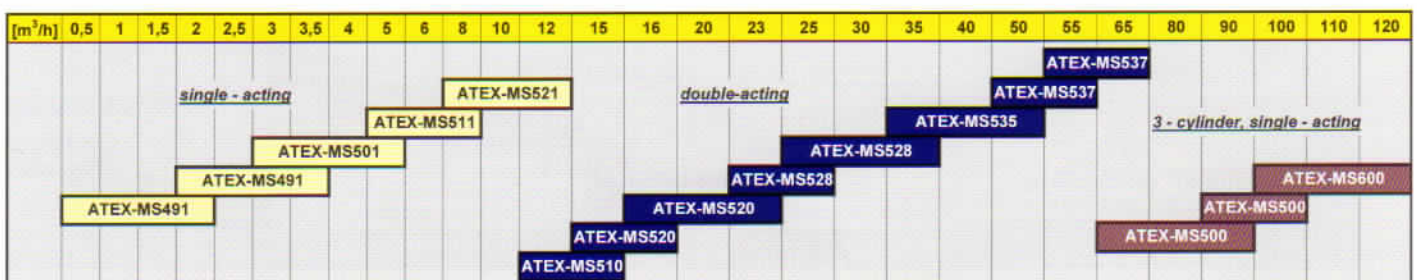 [m³/h] 0,5 1 1,5 2 2,5 3 3,5 4 5 6 8 10 12 15 16 20 23 25 30 35 40 50 55 65 80 90 100 110 120
ATEX-MS537
single - acting ATEX-MS521 double-acting ATEX-MS537
ATEX-MS511 ATEX-MS535 3 - cylinder, single - acting
ATEX-MS501 ATEX-MS528
ATEX-MS491 ATEX-MS528 ATEX-MS600
ATEX-MS491 ATEX-MS520 ATEX-MS500
ATEX-MS520 ATEX-MS500
ATEX-MS510